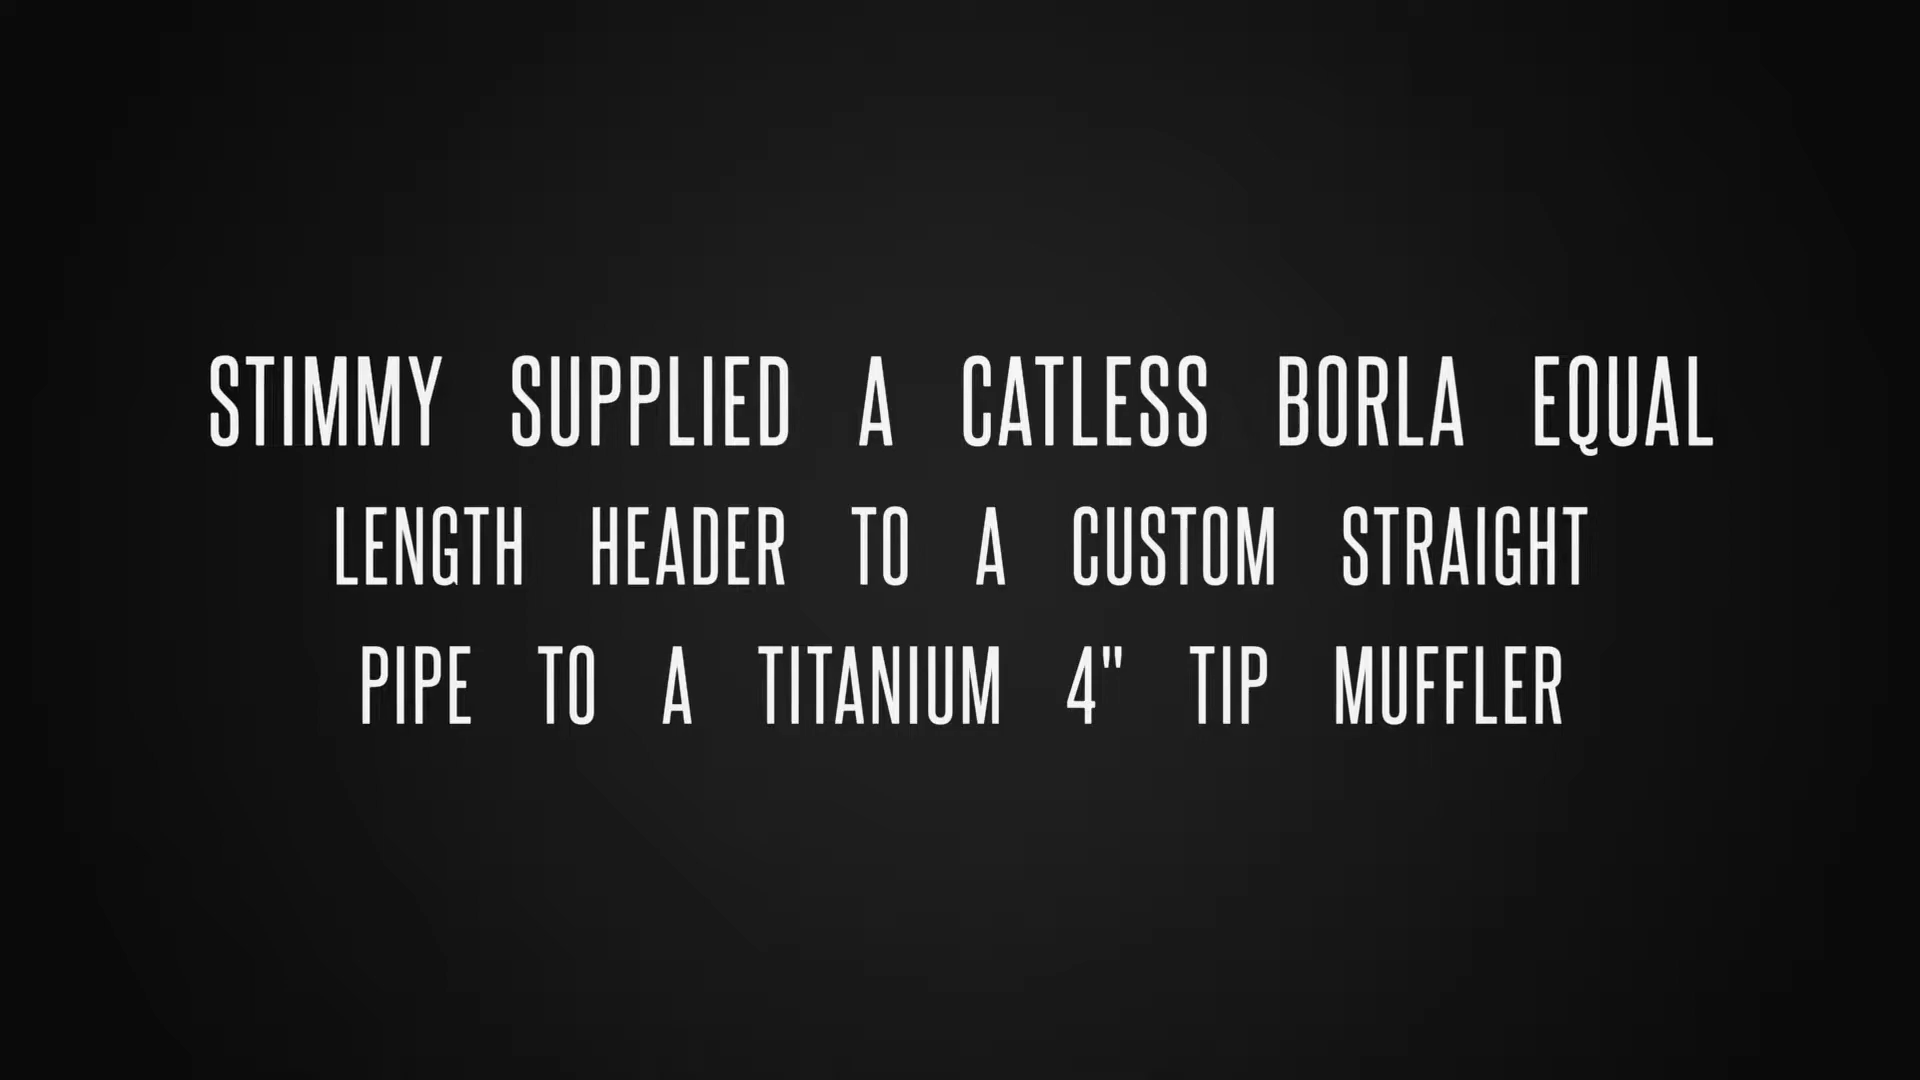 STIMMY SUPPLIED A CATLESS BORLA EQUAL
LENGTH HEADER TO A CUSTOM STRAIGHT
PIPE TO A TITANIUM 4" TIP MUFFLER